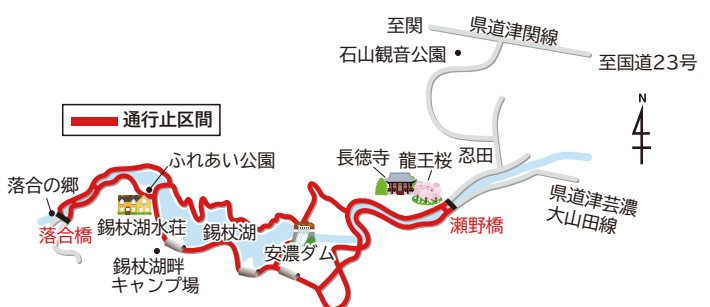 至関
県道津関線
石山観音公園
至国道23号
N
通行止区間
ふれあい公園
長徳寺
龍王桜
忍田
落合の郷
県道津芸濃
大山田線
落合橋
錫杖湖水荘
錫杖湖
瀬野橋
安濃ダム
錫杖湖畔
キャンプ場